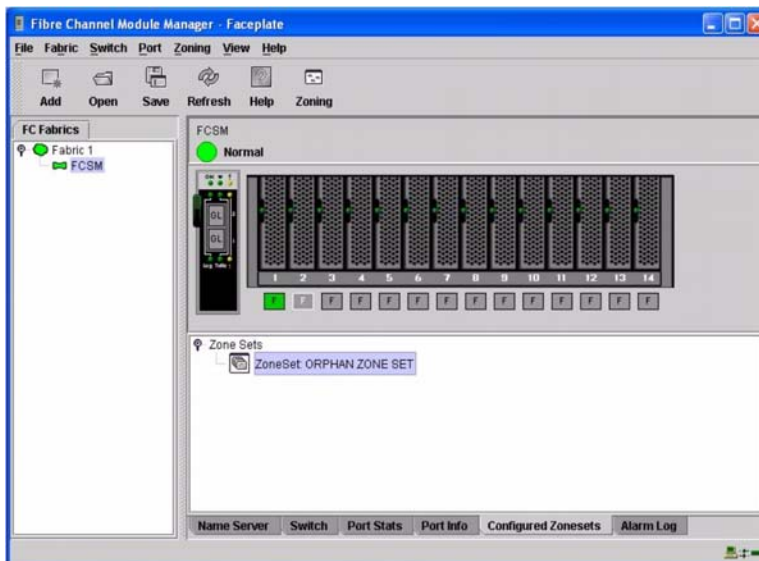 Fibre Channel Module Manager - Faceplate
File Fabric Switch Port Zoning View Help
Add Open Save Refresh Help Zoning
FC Fabrics
Fabric 1
FCSM
FCSM
Normal
GL
GL
1 2 3 4 5 6 7 8 9 10 11 12 13 14
F F F F F F F F F F F F F F
Zone Sets
ZoneSet: ORPHAN ZONE SET
Name Server Switch Port Stats Port Info Configured Zonesets Alarm Log